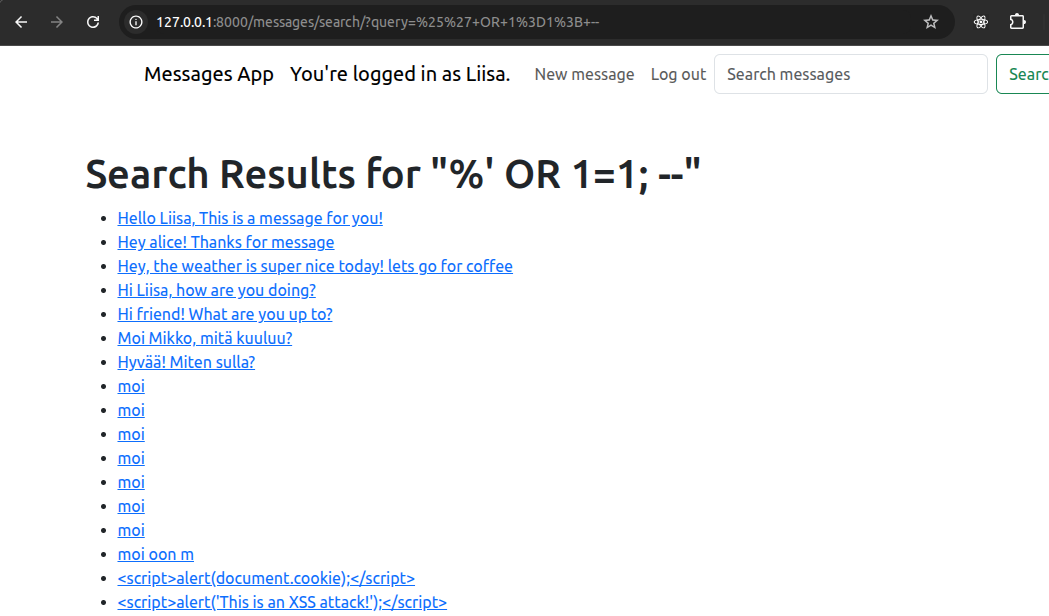 127.0.0.1:8000/messages/search/?query=%25%27+OR+1%3D1%3B+--
Messages App You're logged in as Liisa. New message Log out Search messages Searc
Search Results for "%' OR 1=1; --"
Hello Liisa, This is a message for you!
Hey alice! Thanks for message
Hey, the weather is super nice today! lets go for coffee
Hi Liisa, how are you doing?
Hi friend! What are you up to?
Moi Mikko, mitä kuuluu?
Hyvää! Miten sulla?
moi
moi
moi
moi
moi
moi
moi
moi oon m
<script>alert(document.cookie);</script>
<script>alert('This is an XSS attack!');</script>